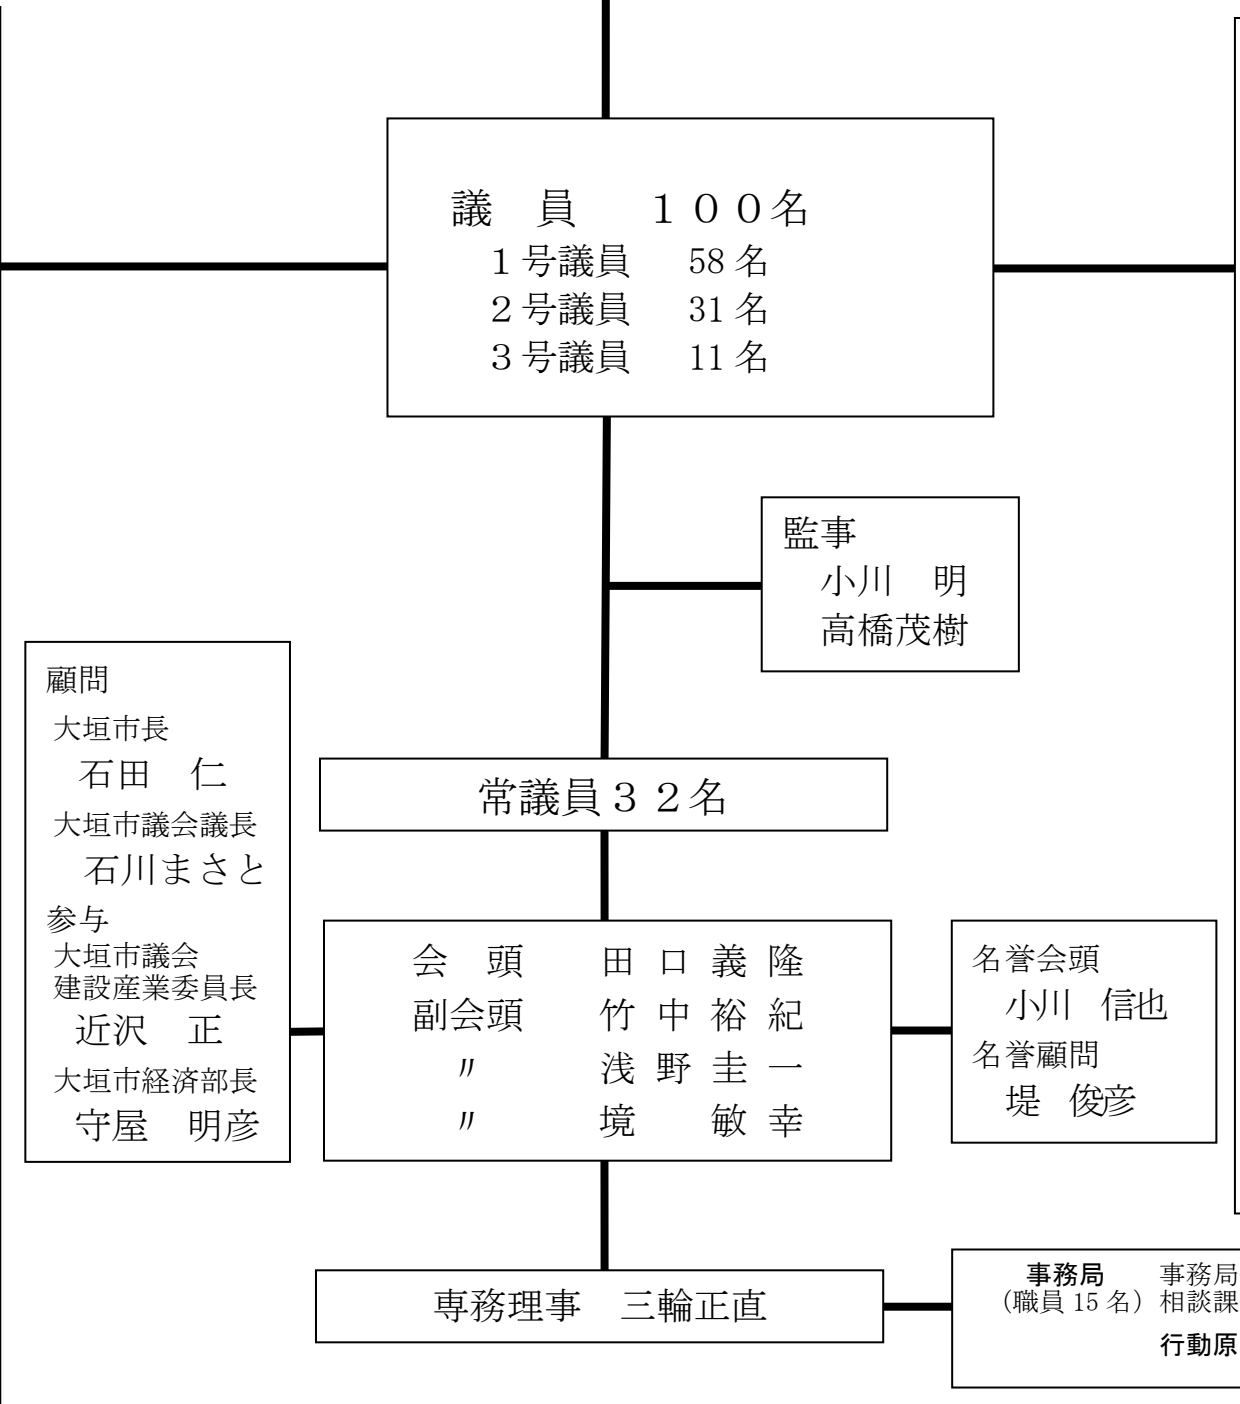 議　員　　１００名
１号議員　58 名
２号議員　31 名
３号議員　11 名
監事
小川　明
高橋茂樹
顧問
大垣市長
石田　仁
大垣市議会議長
石川まさと
参与
大垣市議会
建設産業委員長
近沢　正
大垣市経済部長
守屋　明彦
常議員３２名
会　頭　　田 口 義 隆
副会頭　　竹 中 裕 紀
〃　　浅 野 圭 一
〃　　境　　敏 幸
名誉会頭
小川　信也
名誉顧問
堤　俊彦
専務理事　三輪正直
事務局　事務局
（職員 15 名）相談課
行動原